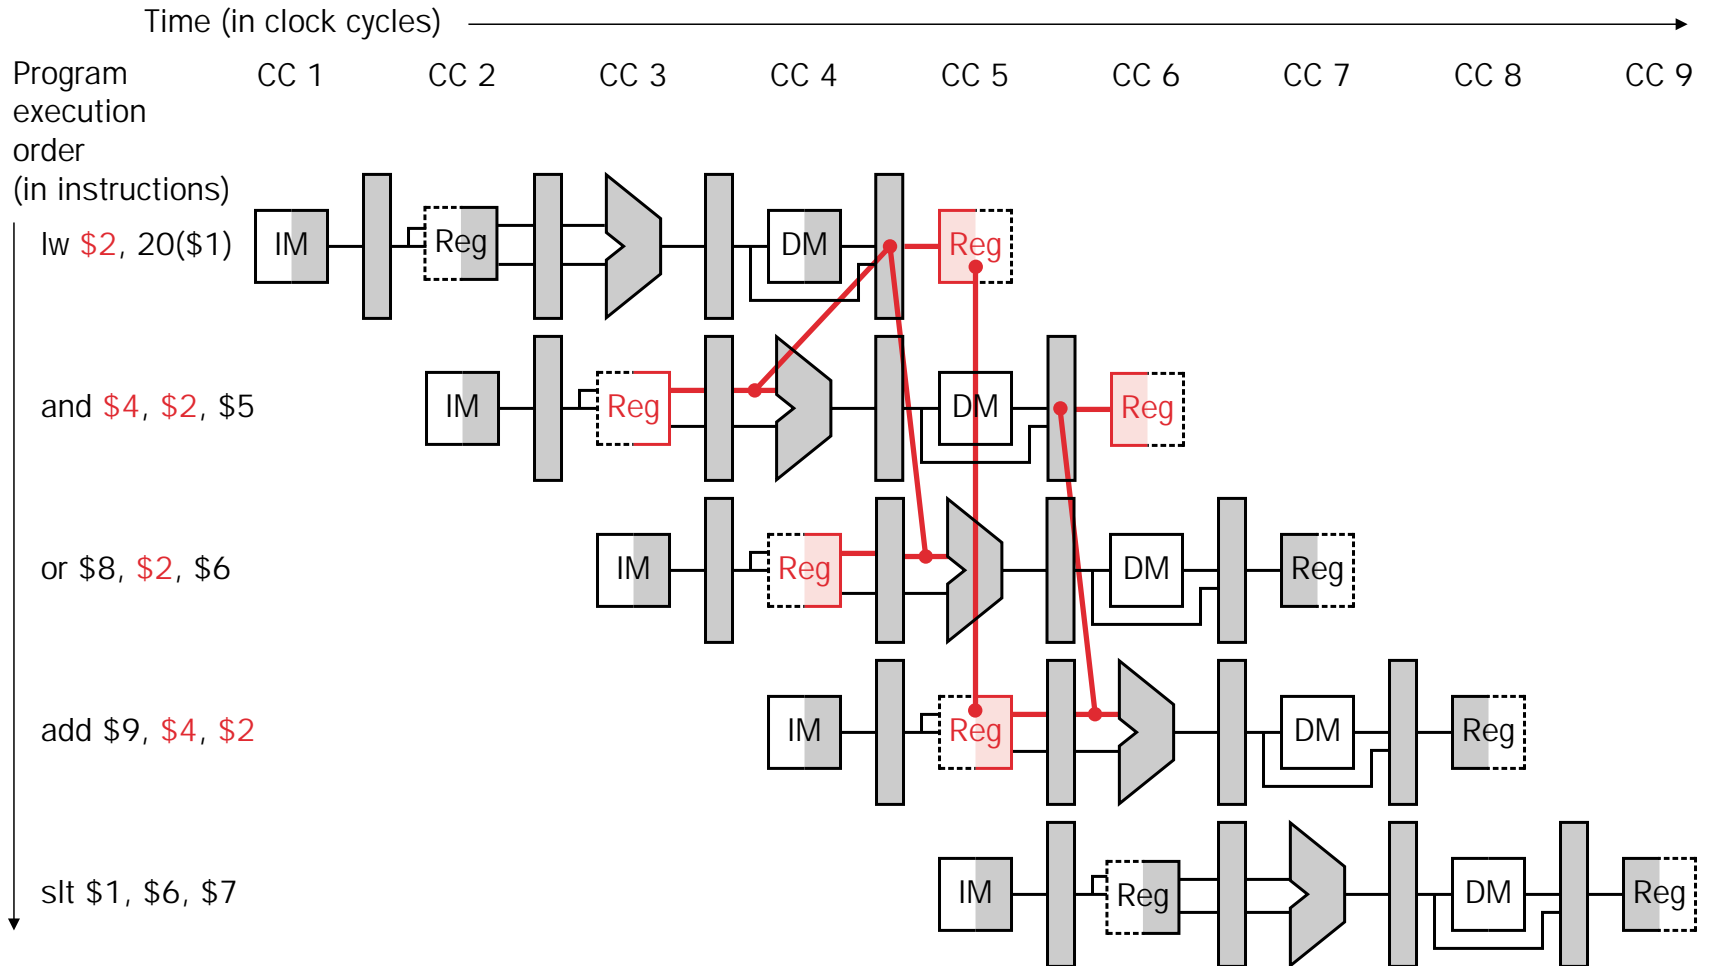 Time (in clock cycles)
Program CC 1 CC 2 CC 3 CC 4 CC 5 CC 6 CC 7 CC 8 CC 9
execution
order
(in instructions)
lw $2, 20($1) IM Reg DM Reg
and $4, $2, $5 IM Reg DM Reg
or $8, $2, $6 IM Reg DM Reg
add $9, $4, $2 IM Reg DM Reg
slt $1, $6, $7 IM Reg DM Reg